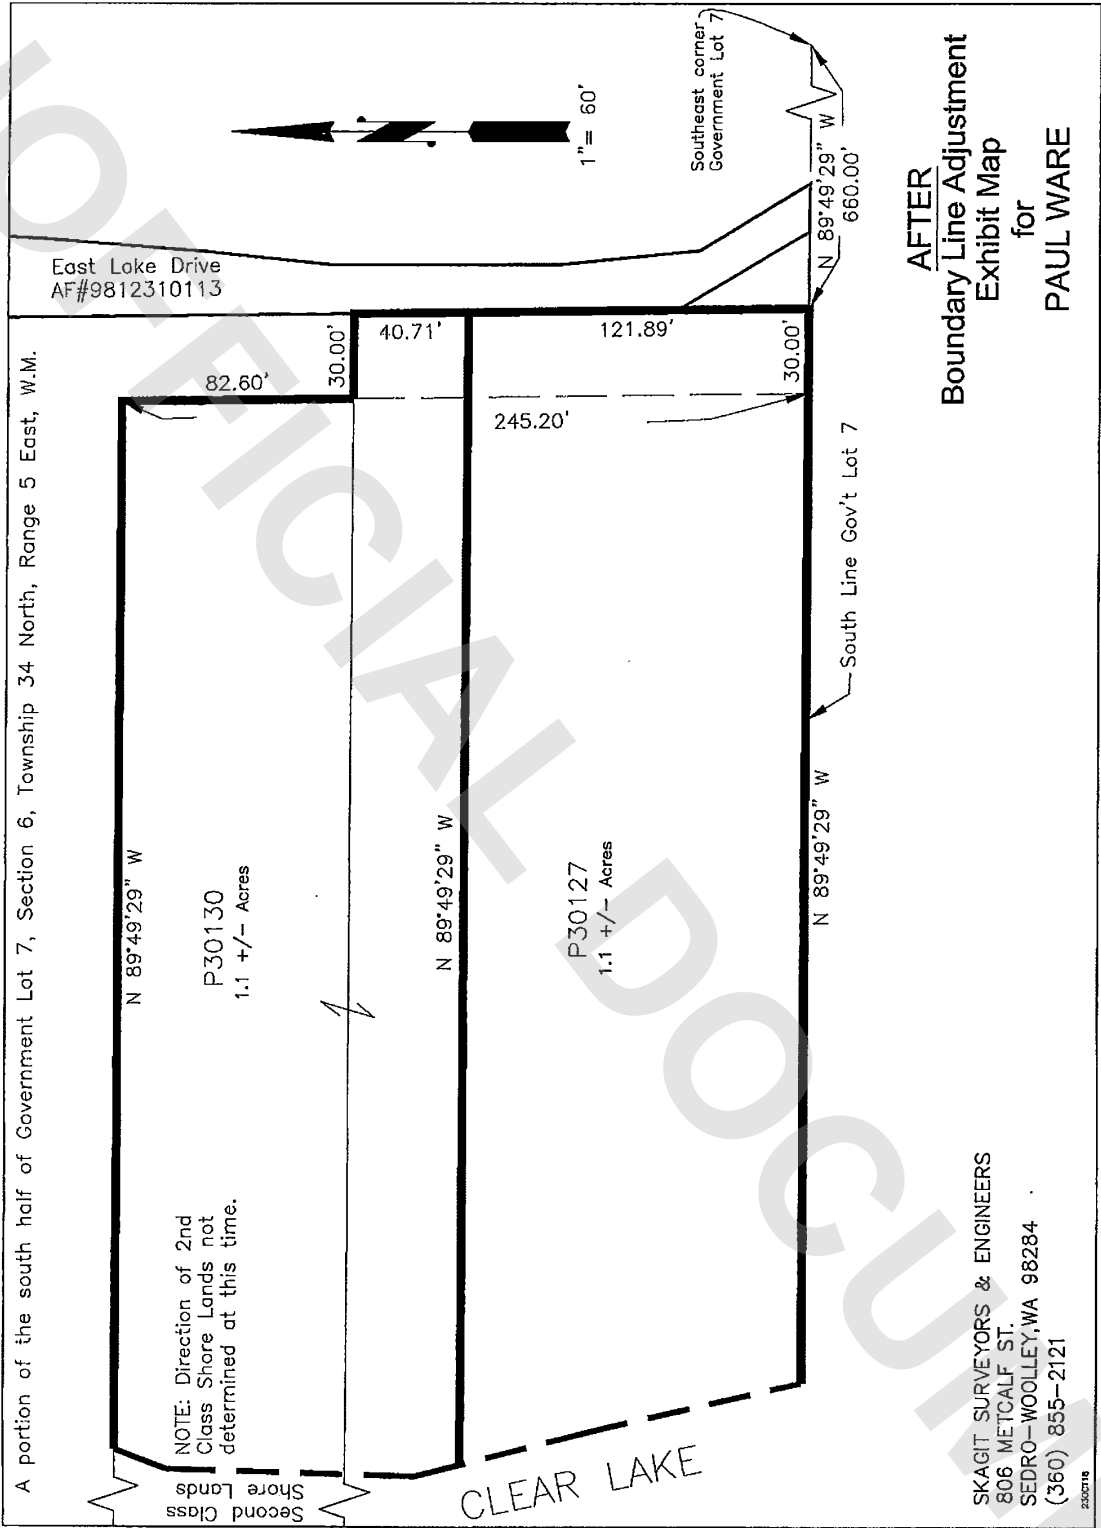 A portion of the south half of Government Lot 7, Section 6, Township 34 North, Range 5 East, W.M.
East Lake Drive
AF#9812310113
1"= 60'
Southeast corner
Government Lot 7
N 89°49'29" W
660.00'
N 89°49'29" W
82.60'
30.00'
40.71'
121.89'
30.00'
245.20'
P30130
1.1 +/- Acres
NOTE: Direction of 2nd
Class Shore Lands not
determined at this time.
Second Class
Shore Lands
N 89°49'29" W
P30127
1.1 +/- Acres
N 89°49'29" W
South Line Gov't Lot 7
CLEAR LAKE
AFTER
Boundary Line Adjustment
Exhibit Map
for
PAUL WARE
SKAGIT SURVEYORS & ENGINEERS
806 METCALF ST.
SEDRO-WOOLLEY,WA 98284
(360) 855-2121
OFFICIAL DOCUM